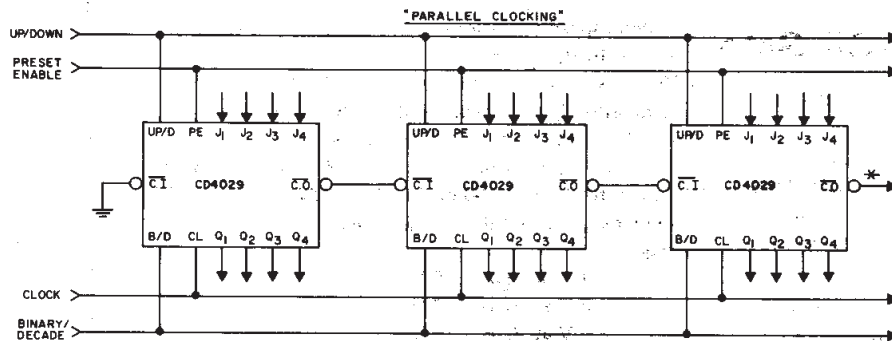 "PARALLEL CLOCKING"
UP/DOWN
PRESET
ENABLE
UP/D PE J1 J2 J3 J4
UP/D PE J1 J2 J3 J4
UP/D PE J1 J2 J3 J4
C.I. CD4029 C.O.
C.I CD4029 C.O
C.I CD4029 C.O.
*
B/D CL Q1 Q2 Q3 Q4
B/D CL Q1 Q2 Q3 Q4
B/D CL Q1 Q2 Q3 Q4
CLOCK
BINARY/
DECADE